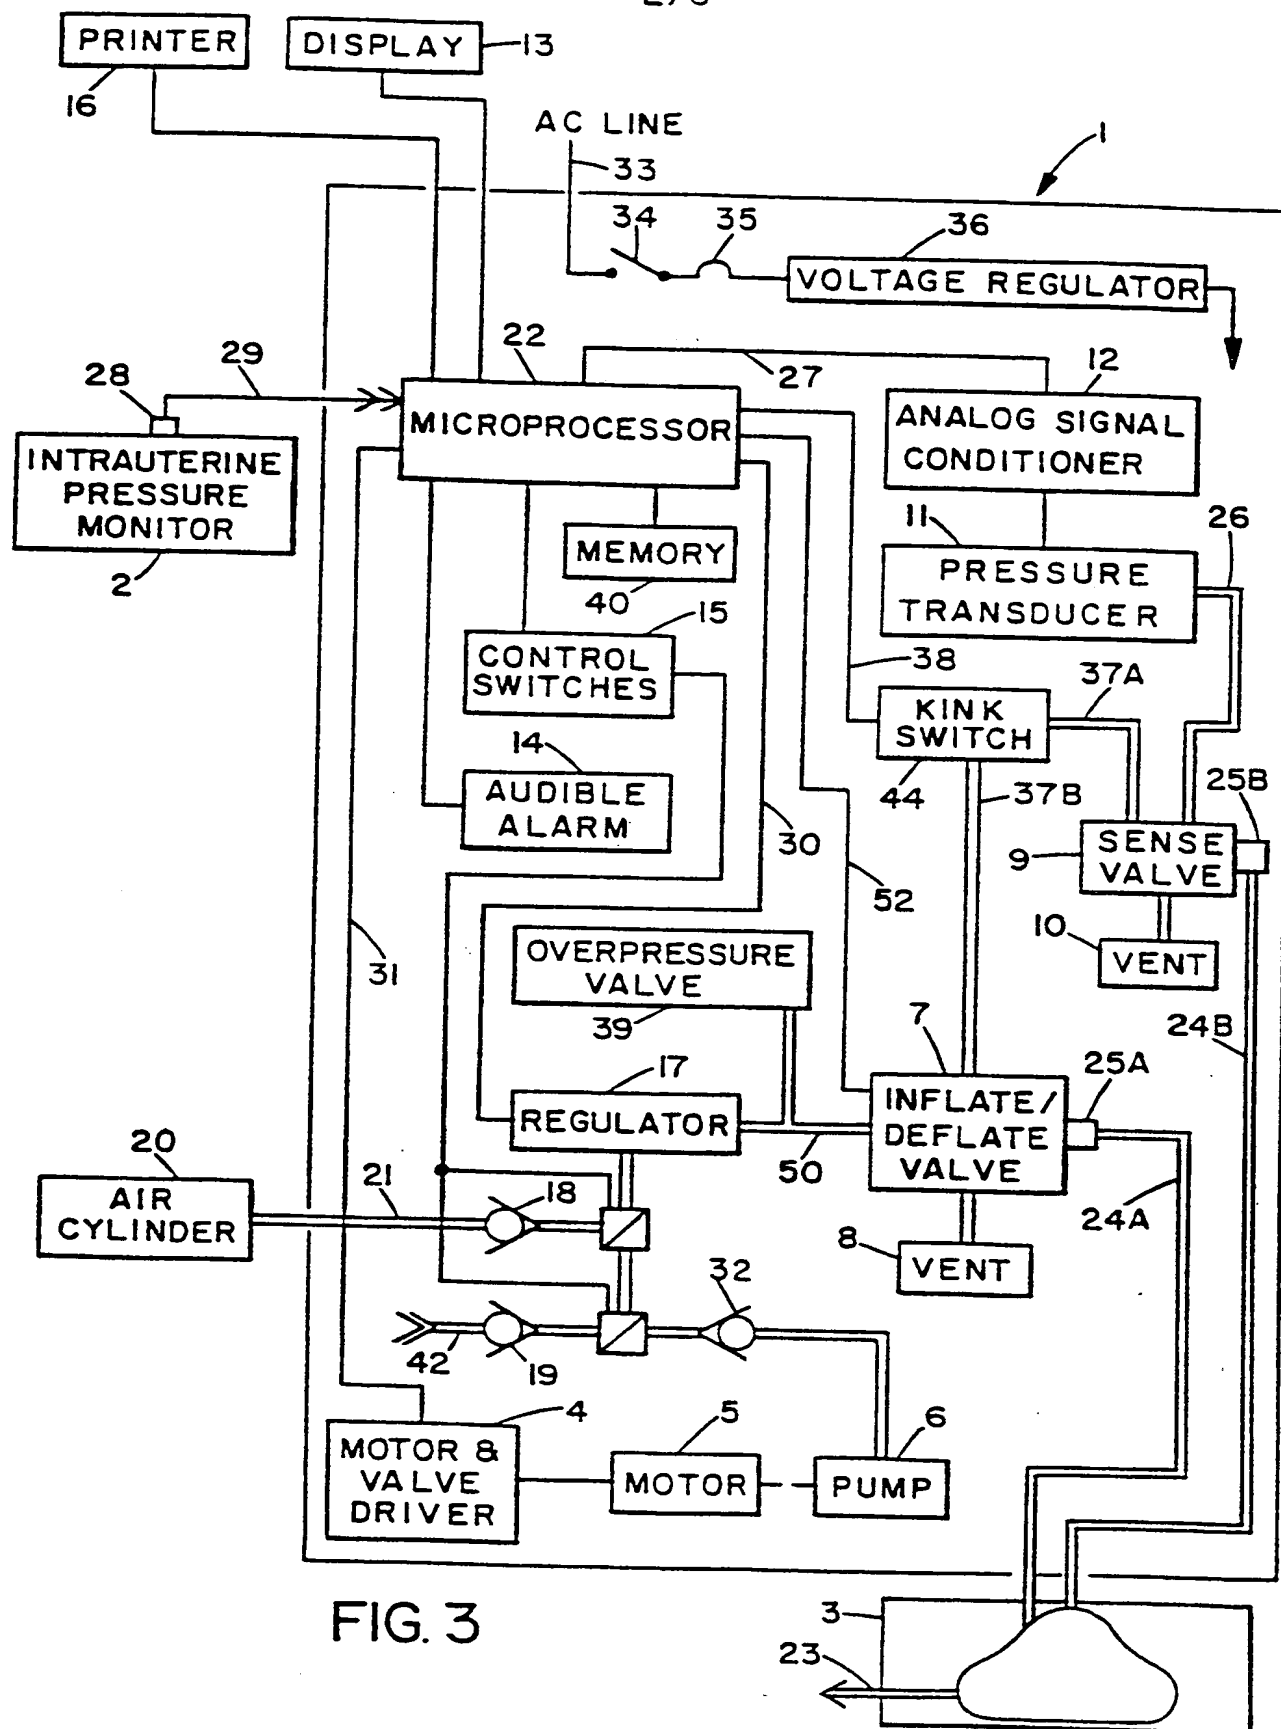 PRINTER
DISPLAY
13
16
AC LINE
33
1
34
35
36
VOLTAGE REGULATOR
22
29
28
27
12
MICROPROCESSOR
ANALOG SIGNAL
CONDITIONER
INTRAUTERINE
PRESSURE
MONITOR
2
11
26
MEMORY
40
PRESSURE
TRANSDUCER
15
CONTROL
SWITCHES
38
37A
KINK
SWITCH
44
37B
14
AUDIBLE
ALARM
30
25B
9
SENSE
VALVE
52
10
VENT
31
OVERPRESSURE
VALVE
39
7
24B
17
25A
REGULATOR
INFLATE/
DEFLATE
VALVE
50
20
AIR
CYLINDER
21
18
24A
8
VENT
32
42
19
4
5
6
MOTOR &
VALVE
DRIVER
MOTOR
PUMP
FIG. 3
3
23